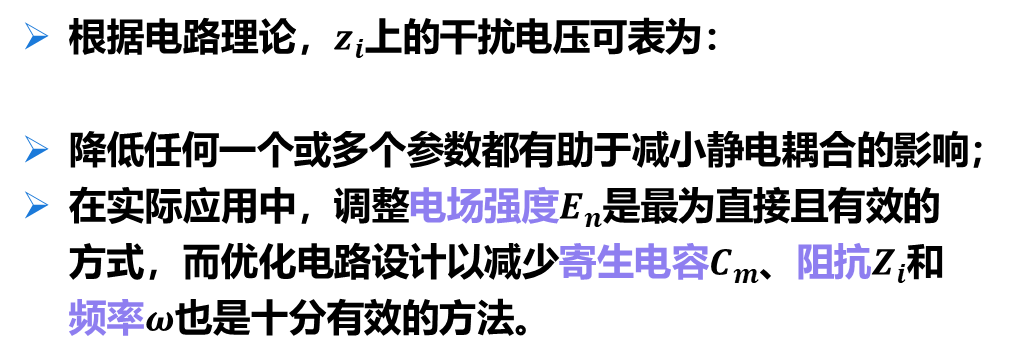 ➢ 根据电路理论，𝒛ᵢ上的干扰电压可表为：
➢ 降低任何一个或多个参数都有助于减小静电耦合的影响；
➢ 在实际应用中，调整电场强度𝑬ₙ是最为直接且有效的
方式，而优化电路设计以减少寄生电容𝑪ₘ、阻抗𝒁ᵢ和
频率𝝎也是十分有效的方法。